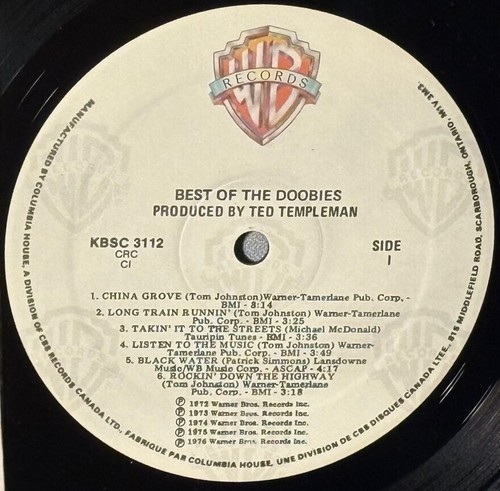 WB
RECORDS
BEST OF THE DOOBIES
PRODUCED BY TED TEMPLEMAN
KBSC 3112
CRC
CI
SIDE
I
1. CHINA GROVE (Tom Johnston)Warner-Tamerlane Pub. Corp. -
BMI - 3:14
2. LONG TRAIN RUNNIN' (Tom Johnston) Warner-Tamerlane
Pub. Corp. - BMI - 3:25
3. TAKIN' IT TO THE STREETS (Michael McDonald)
Tauripin Tunes - BMI - 3:36
4. LISTEN TO THE MUSIC (Tom Johnston) Warner-
Tamerlane Pub. Corp. - BMI - 3:49
5. BLACK WATER (Patrick Simmons) Lansdowne
Music/WB Music Corp. - ASCAP - 4:17
6. ROCKIN' DOWN THE HIGHWAY
(Tom Johnston) Warner-Tamerlane
Pub. Corp. - BMI - 3:18
Ⓟ 1972 Warner Bros. Records Inc.
Ⓟ 1973 Warner Bros. Records Inc.
Ⓟ 1974 Warner Bros. Records Inc.
Ⓟ 1975 Warner Bros. Records Inc.
Ⓟ 1976 Warner Bros. Records Inc.
MANUFACTURED BY COLUMBIA HOUSE, A DIVISION OF CBS RECORDS CANADA LTD., FABRIQUE PAR COLUMBIA HOUSE, UNE DIVISION DE CBS DISQUES CANADA LTEE., 815 MIDDLEFIELD ROAD, SCARBOROUGH, ONTARIO, M1V 2M2.